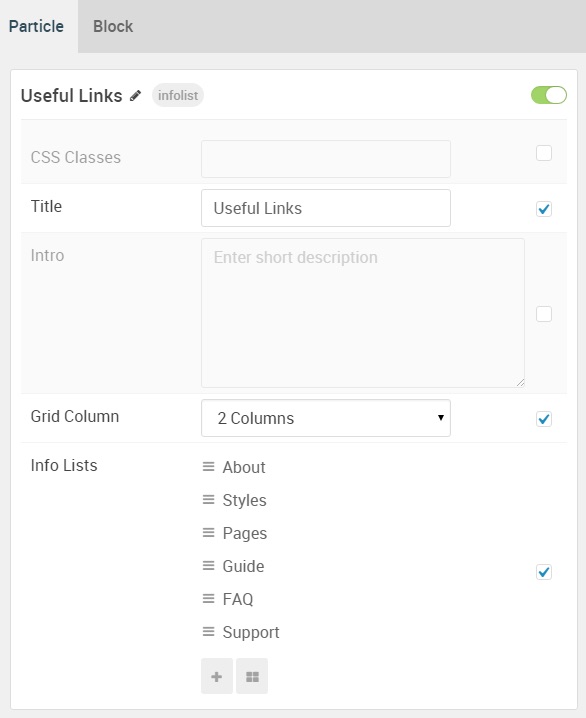 Particle Block
Useful Links infolist
CSS Classes
Title Useful Links
Intro Enter short description
Grid Column 2 Columns
Info Lists About
Styles
Pages
Guide
FAQ
Support